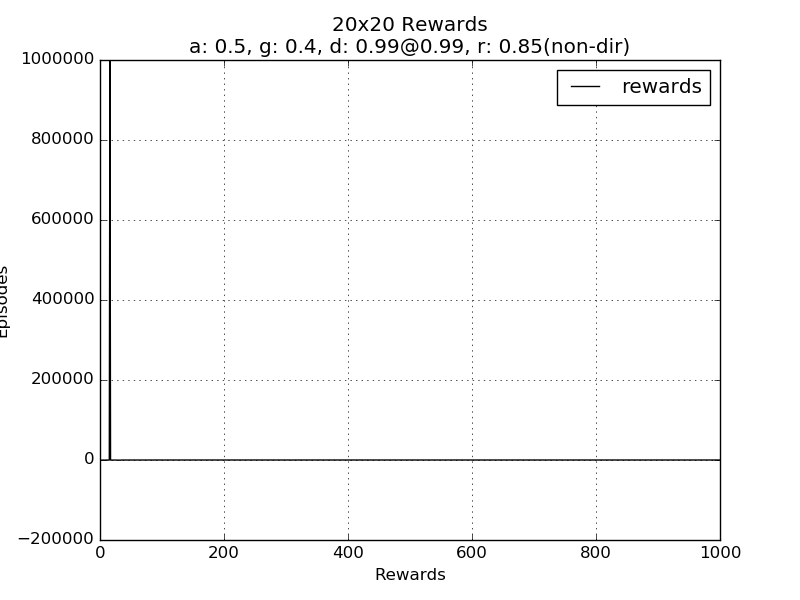 20x20 Rewards
a: 0.5, g: 0.4, d: 0.99@0.99, r: 0.85(non-dir)
rewards
1000000
800000
600000
400000
200000
0
−200000
Episodes
0 200 400 600 800 1000
Rewards